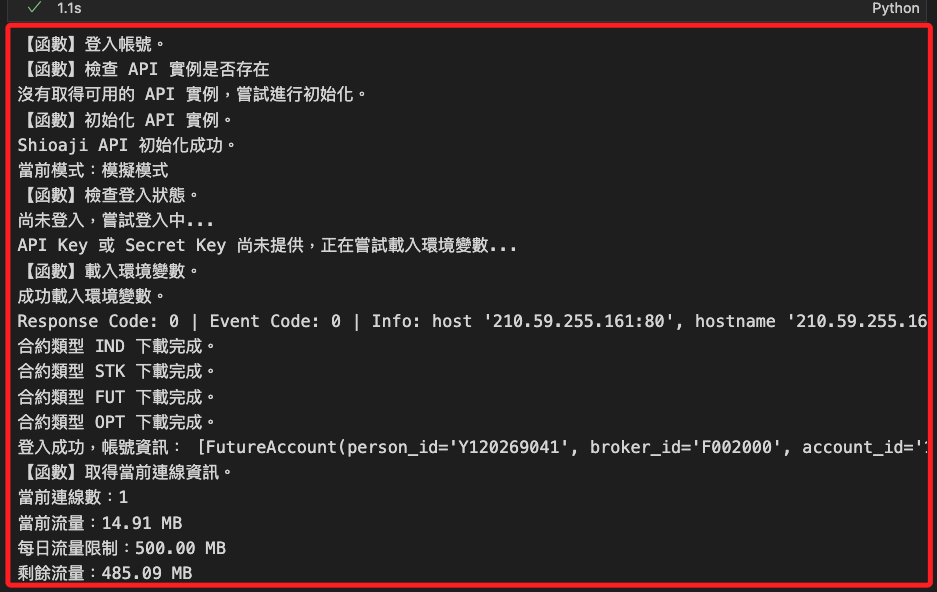 1.1s
Python
【函數】登入帳號。
【函數】檢查 API 實例是否存在
沒有取得可用的 API 實例，嘗試進行初始化。
【函數】初始化 API 實例。
Shioaji API 初始化成功。
當前模式：模擬模式
【函數】檢查登入狀態。
尚未登入，嘗試登入中...
API Key 或 Secret Key 尚未提供，正在嘗試載入環境變數...
【函數】載入環境變數。
成功載入環境變數。
Response Code: 0 | Event Code: 0 | Info: host '210.59.255.161:80', hostname '210.59.255.16
合約類型 IND 下載完成。
合約類型 STK 下載完成。
合約類型 FUT 下載完成。
合約類型 OPT 下載完成。
登入成功，帳號資訊： [FutureAccount(person_id='Y120269041', broker_id='F002000', account_id='
【函數】取得當前連線資訊。
當前連線數：1
當前流量：14.91 MB
每日流量限制：500.00 MB
剩餘流量：485.09 MB